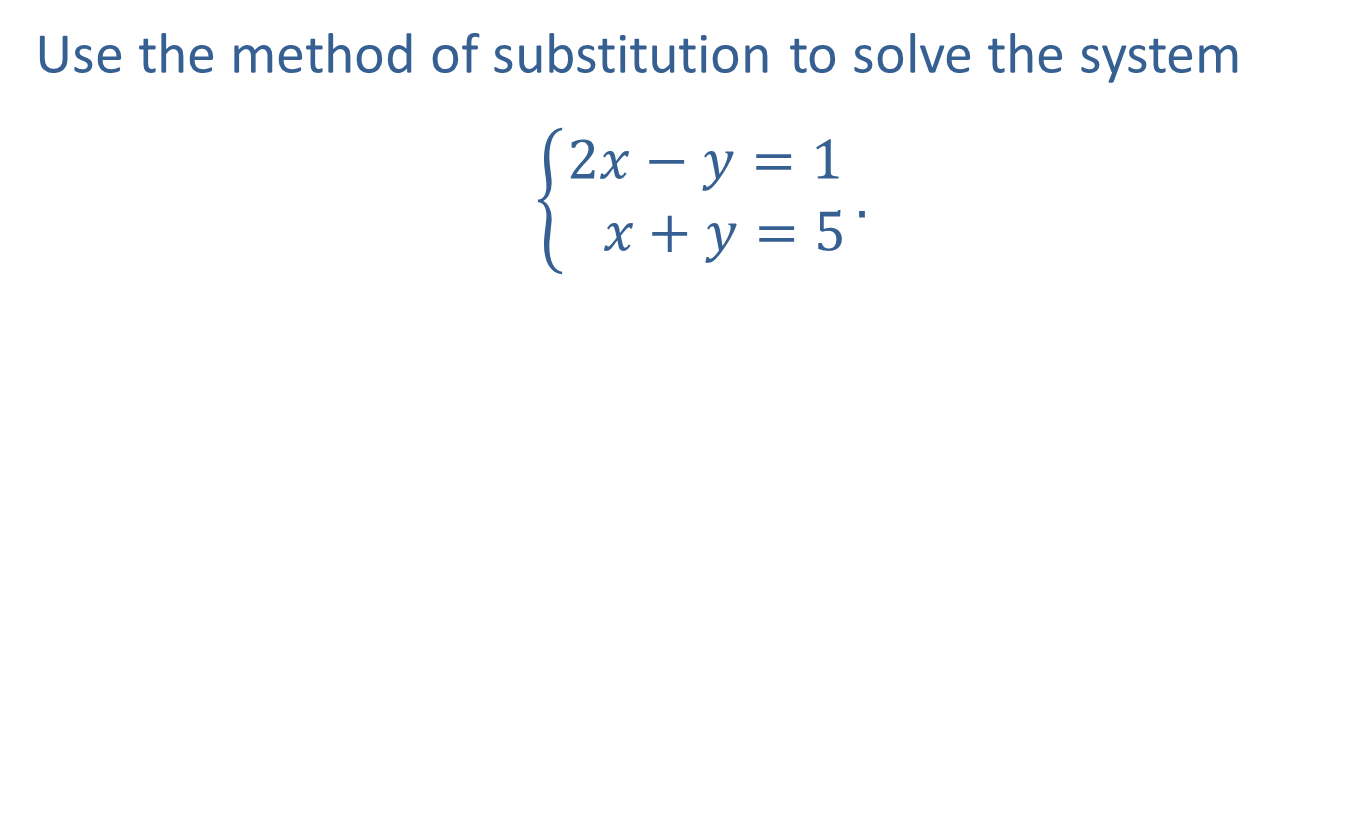 Use the method of substitution to solve the system
2x − y = 1
x + y = 5 .